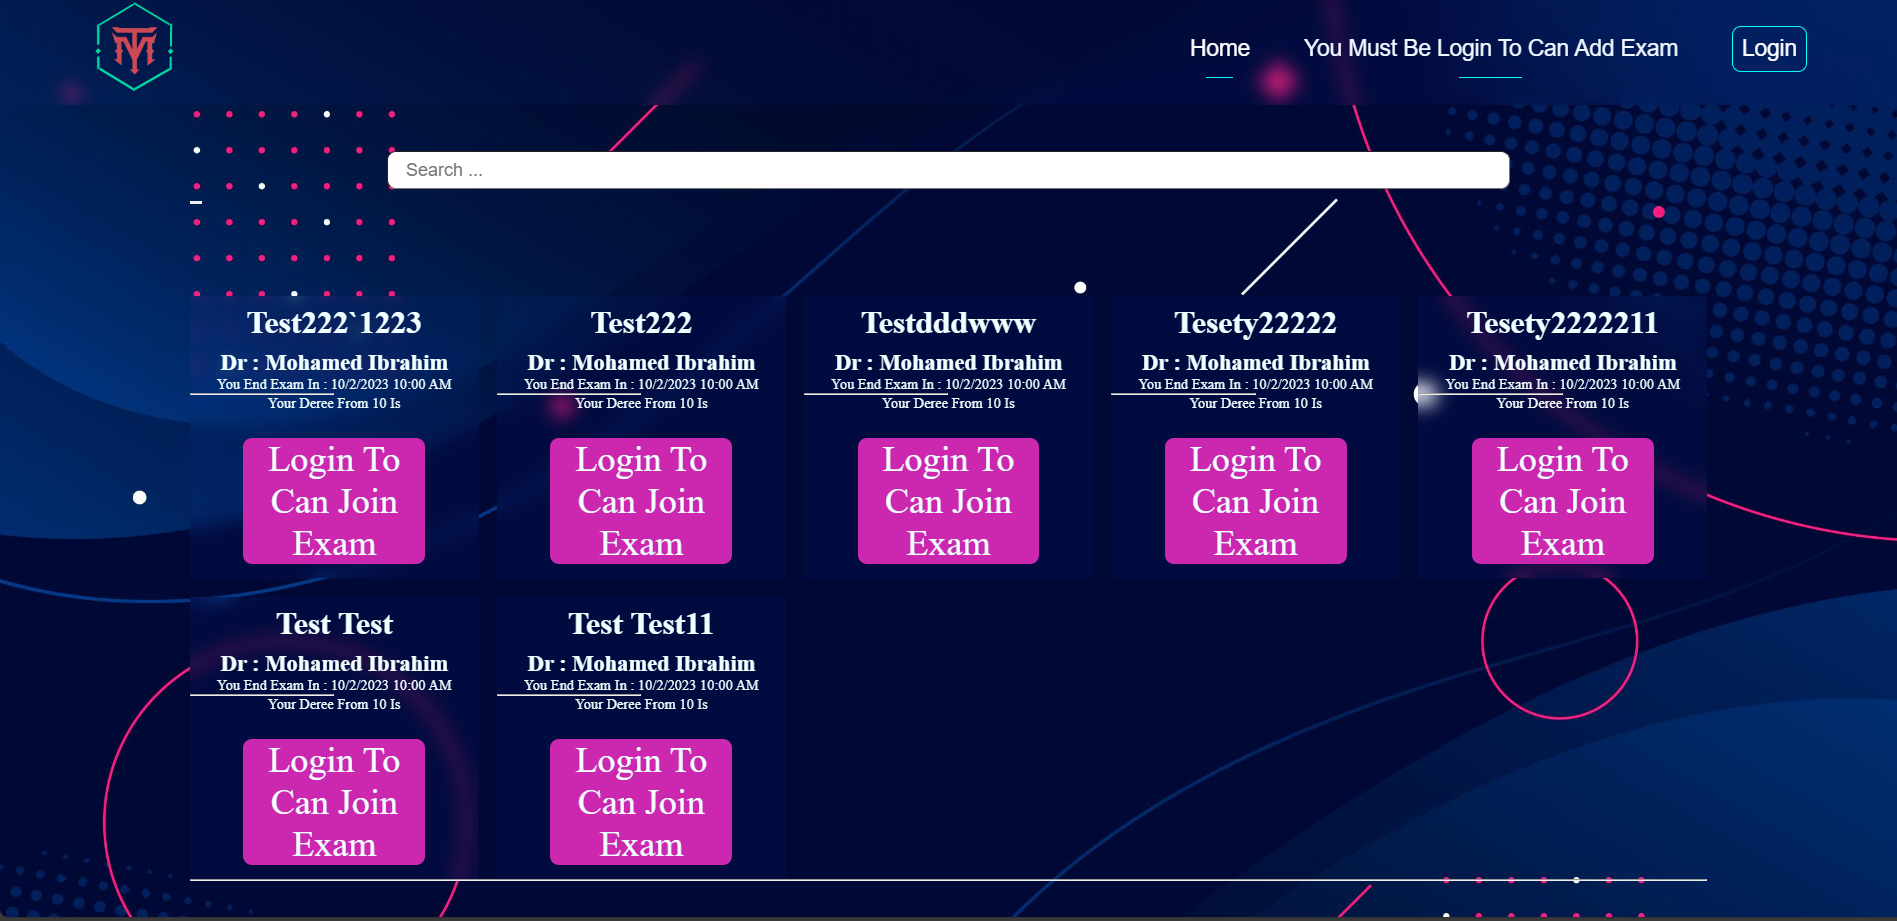 Home
You Must Be Login To Can Add Exam
Login
Search ...
Test222`1223
Dr : Mohamed Ibrahim
You End Exam In : 10/2/2023 10:00 AM
Your Deree From 10 Is
Login To
Can Join
Exam
Test222
Dr : Mohamed Ibrahim
You End Exam In : 10/2/2023 10:00 AM
Your Deree From 10 Is
Login To
Can Join
Exam
Testdddwww
Dr : Mohamed Ibrahim
You End Exam In : 10/2/2023 10:00 AM
Your Deree From 10 Is
Login To
Can Join
Exam
Tesety22222
Dr : Mohamed Ibrahim
You End Exam In : 10/2/2023 10:00 AM
Your Deree From 10 Is
Login To
Can Join
Exam
Tesety2222211
Dr : Mohamed Ibrahim
You End Exam In : 10/2/2023 10:00 AM
Your Deree From 10 Is
Login To
Can Join
Exam
Test Test
Dr : Mohamed Ibrahim
You End Exam In : 10/2/2023 10:00 AM
Your Deree From 10 Is
Login To
Can Join
Exam
Test Test11
Dr : Mohamed Ibrahim
You End Exam In : 10/2/2023 10:00 AM
Your Deree From 10 Is
Login To
Can Join
Exam